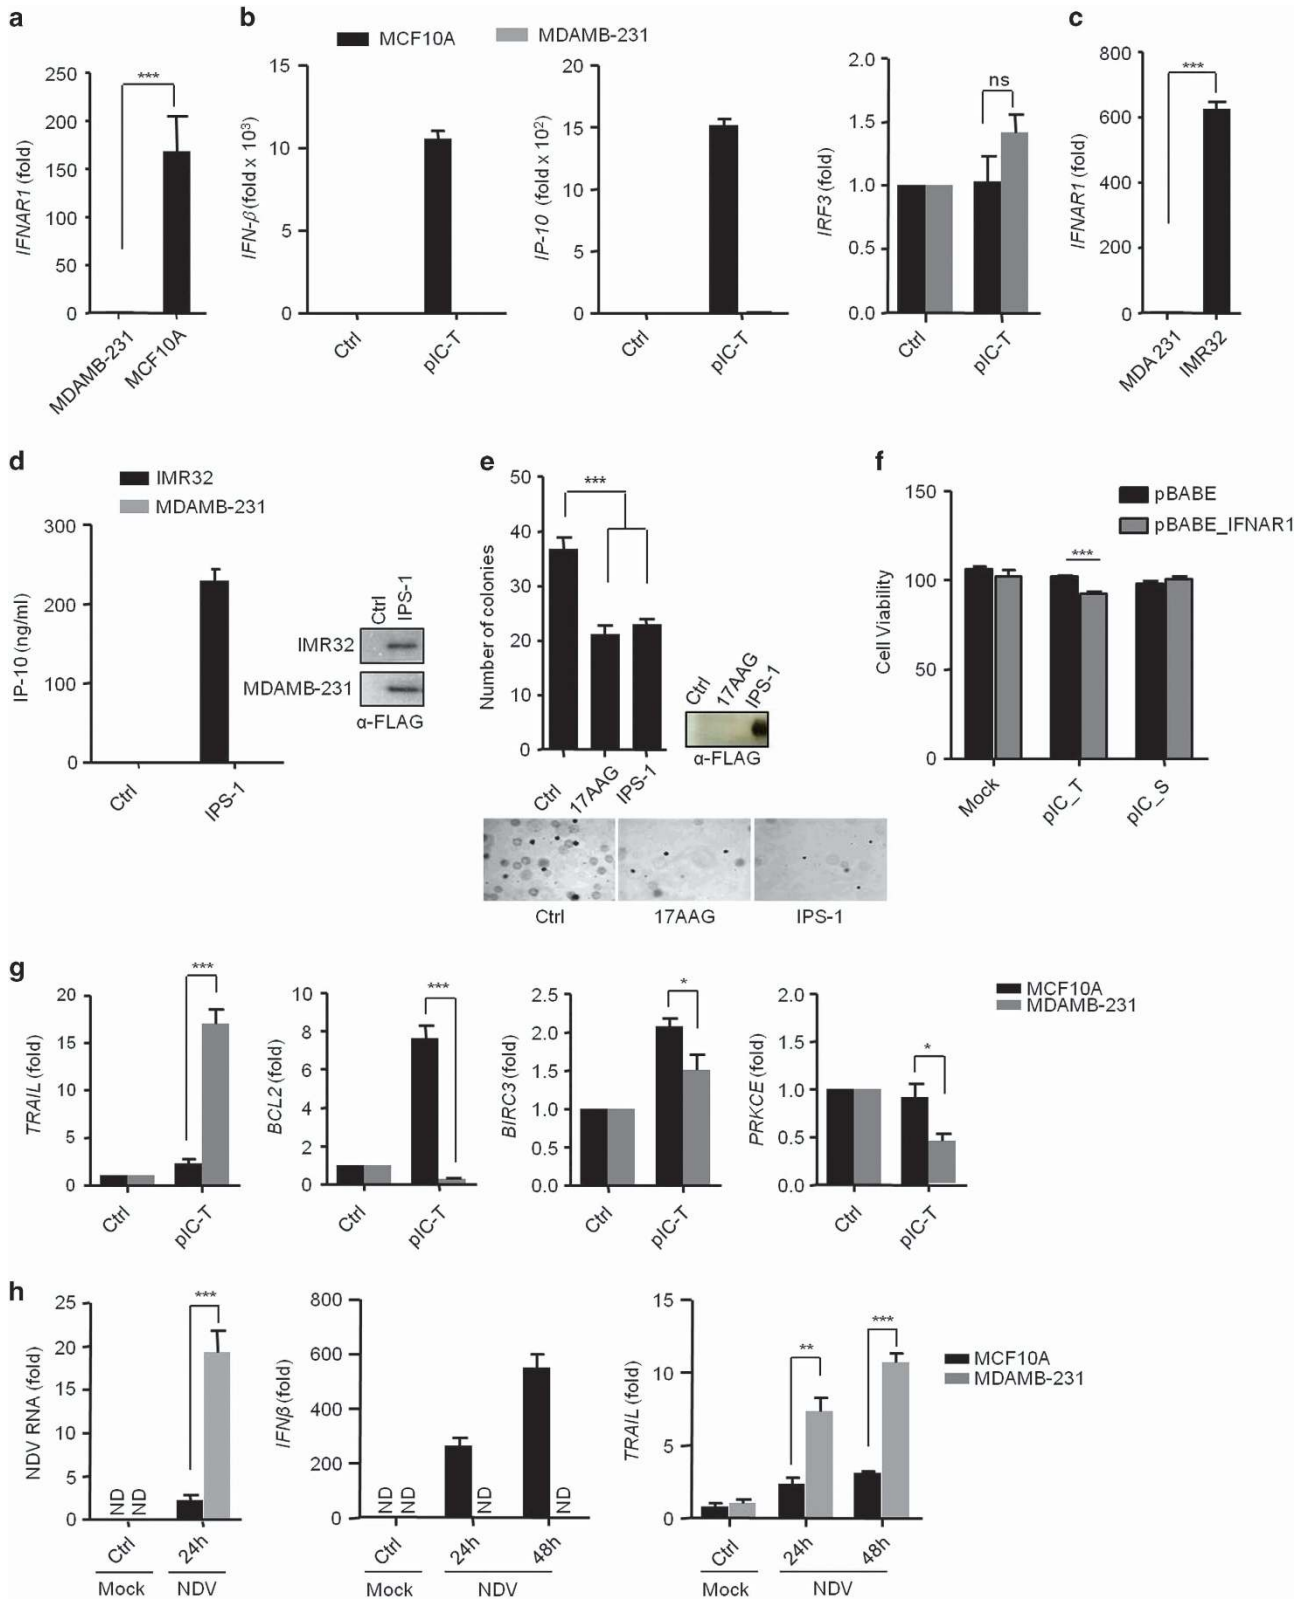 a
IFNAR1 (fold)
250
200
150
100
50
0
***
MDAMB-231
MCF10A
b
MCF10A
MDAMB-231
IFN-β (fold x 10³)
15
10
5
0
Ctrl
pIC-T
IP-10 (fold x 10²)
20
15
10
5
0
Ctrl
pIC-T
IRF3 (fold)
2.0
1.5
1.0
0.5
0.0
ns
Ctrl
pIC-T
c
IFNAR1 (fold)
800
600
400
200
0
***
MDA 231
IMR32
d
IMR32
MDAMB-231
IP-10 (ng/ml)
300
200
100
0
Ctrl
IPS-1
Ctrl
IPS-1
IMR32
MDAMB-231
α-FLAG
e
Number of colonies
50
40
30
20
10
0
***
Ctrl
17AAG
IPS-1
Ctrl
17AAG
IPS-1
α-FLAG
Ctrl
17AAG
IPS-1
f
pBABE
pBABE_IFNAR1
Cell Viability
150
100
50
0
***
Mock
pIC_T
pIC_S
g
MCF10A
MDAMB-231
TRAIL (fold)
20
15
10
5
0
***
Ctrl
pIC-T
BCL2 (fold)
10
8
6
4
2
0
***
Ctrl
pIC-T
BIRC3 (fold)
2.5
2.0
1.5
1.0
0.5
0.0
*
Ctrl
pIC-T
PRKCE (fold)
2.0
1.5
1.0
0.5
0.0
*
Ctrl
pIC-T
h
NDV RNA (fold)
25
20
15
10
5
0
***
ND
ND
Ctrl
24h
Mock
NDV
IFNβ (fold)
800
600
400
200
0
ND
ND
ND
ND
Ctrl
24h
48h
Mock
NDV
TRAIL (fold)
15
10
5
0
**
***
Ctrl
24h
48h
Mock
NDV
MCF10A
MDAMB-231